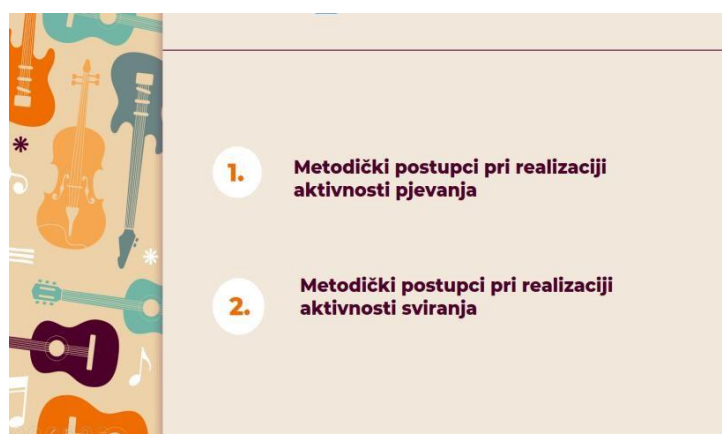 1.
Metodički postupci pri realizaciji
aktivnosti pjevanja
2.
Metodički postupci pri realizaciji
aktivnosti sviranja